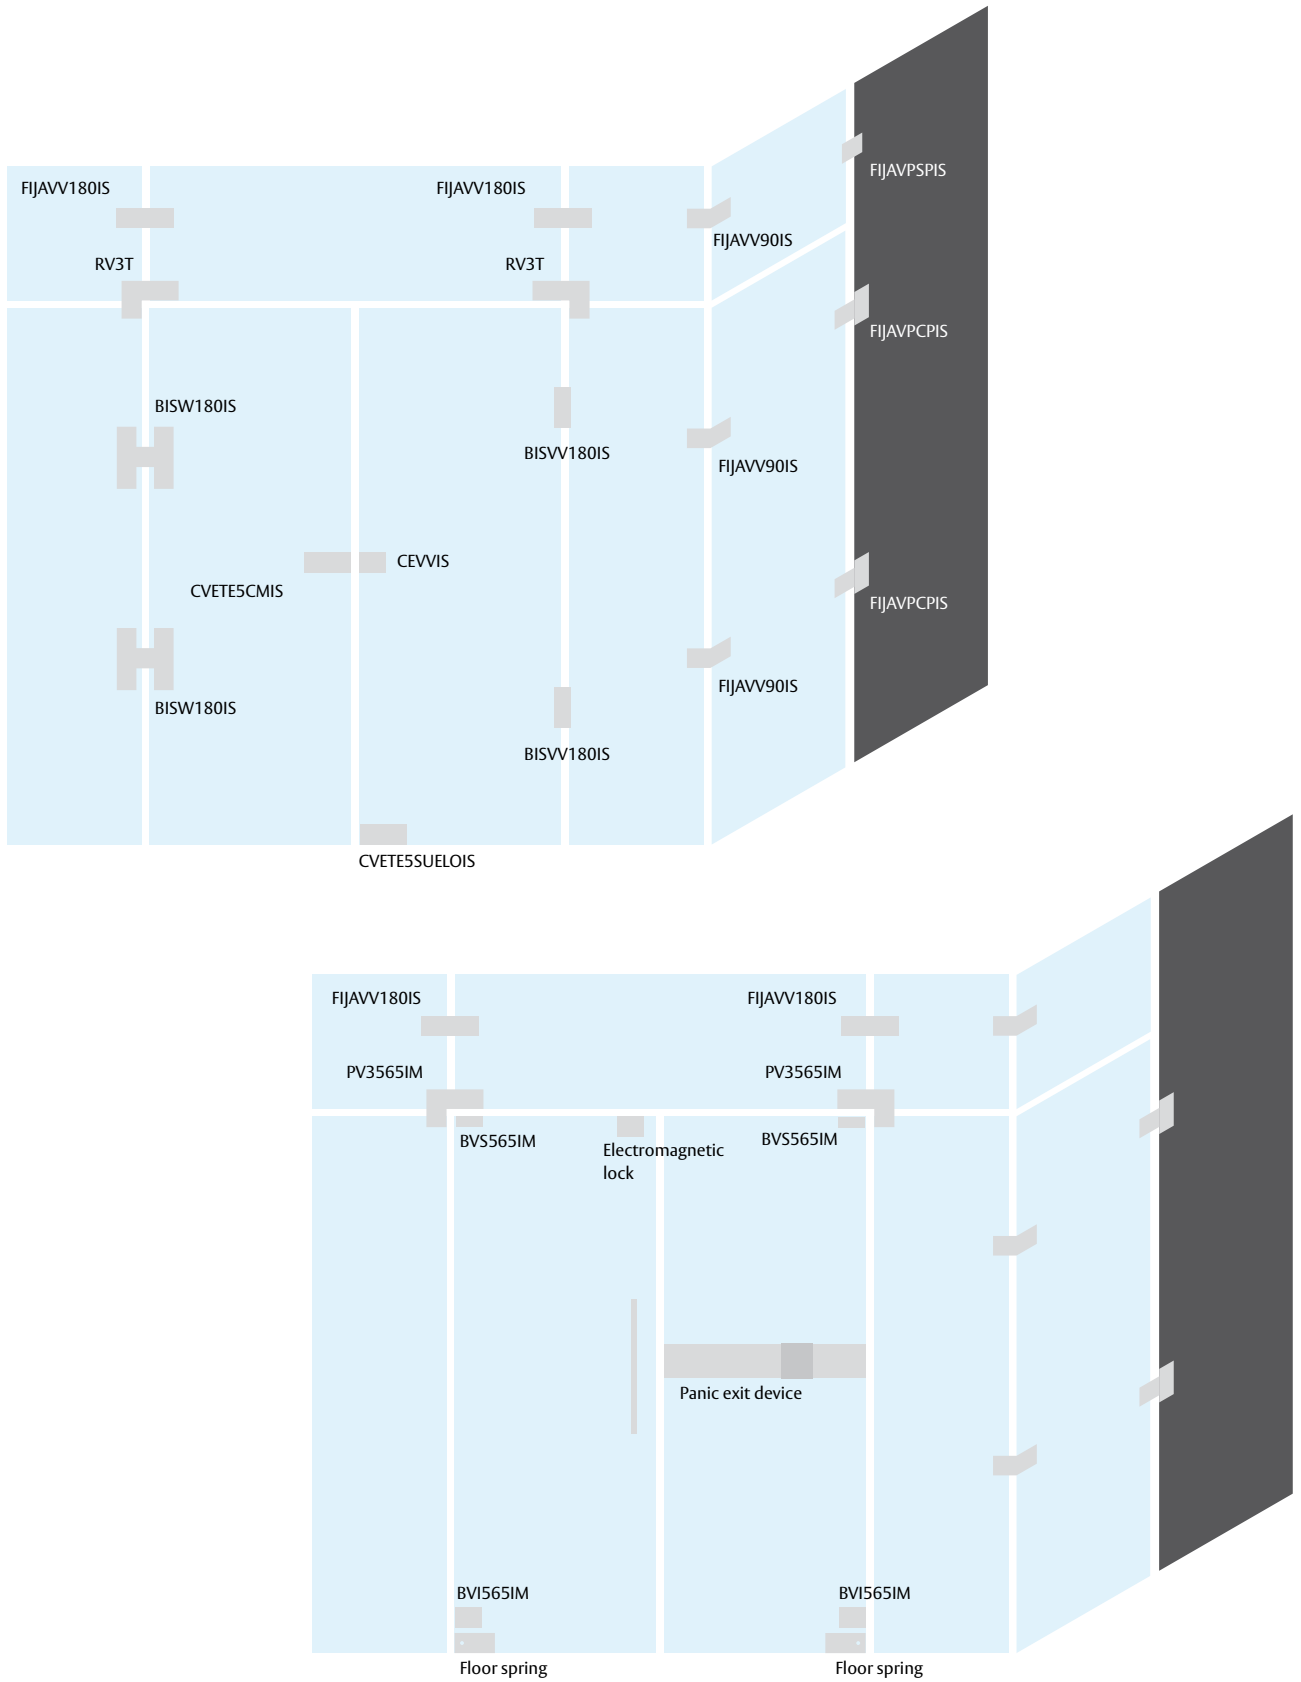 FIJAVV180IS
FIJAVV180IS
FIJAVPSPIS
FIJAVV90IS
RV3T
RV3T
FIJAVPCPIS
BISW180IS
BISVV180IS
FIJAVV90IS
CEVVIS
CVETE5CMIS
FIJAVPCPIS
FIJAVV90IS
BISW180IS
BISVV180IS
CVETE5SUELOIS
FIJAVV180IS
FIJAVV180IS
PV3565IM
PV3565IM
BVS565IM
BVS565IM
Electromagnetic
lock
Panic exit device
BVI565IM
BVI565IM
Floor spring
Floor spring